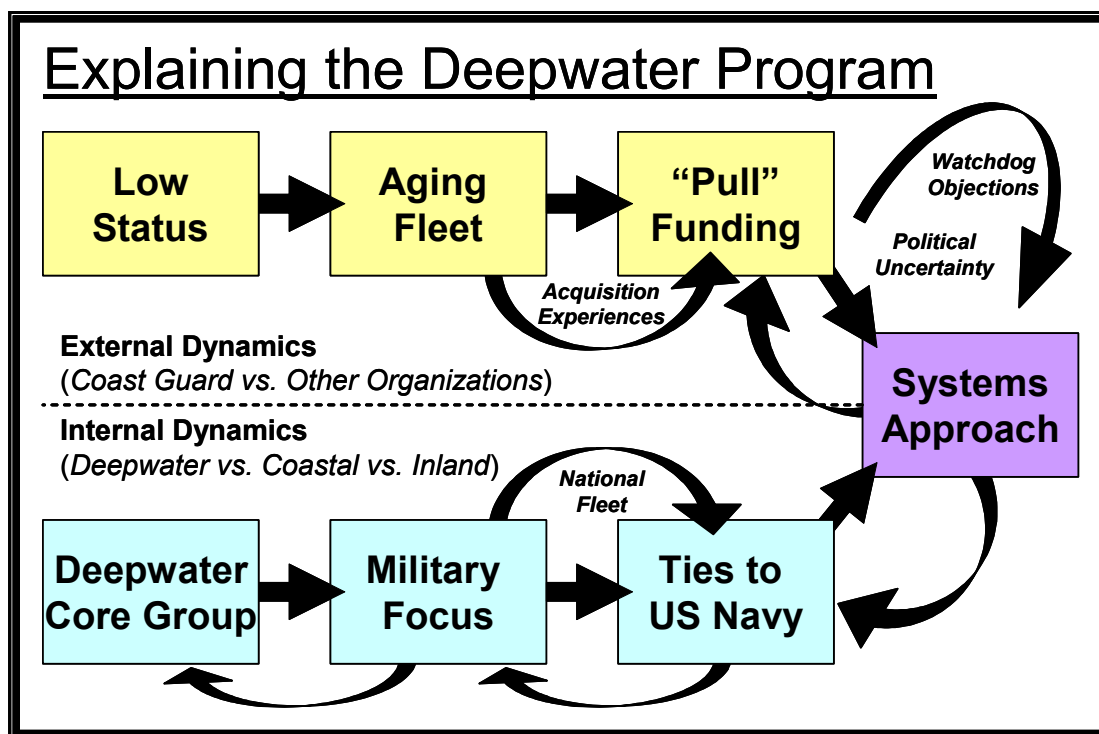 Explaining the Deepwater Program
Low
Status
Aging
Fleet
“Pull”
Funding
Watchdog
Objections
Political
Uncertainty
Acquisition
Experiences
External Dynamics
(Coast Guard vs. Other Organizations)
Systems
Approach
Internal Dynamics
(Deepwater vs. Coastal vs. Inland)
National
Fleet
Deepwater
Core Group
Military
Focus
Ties to
US Navy